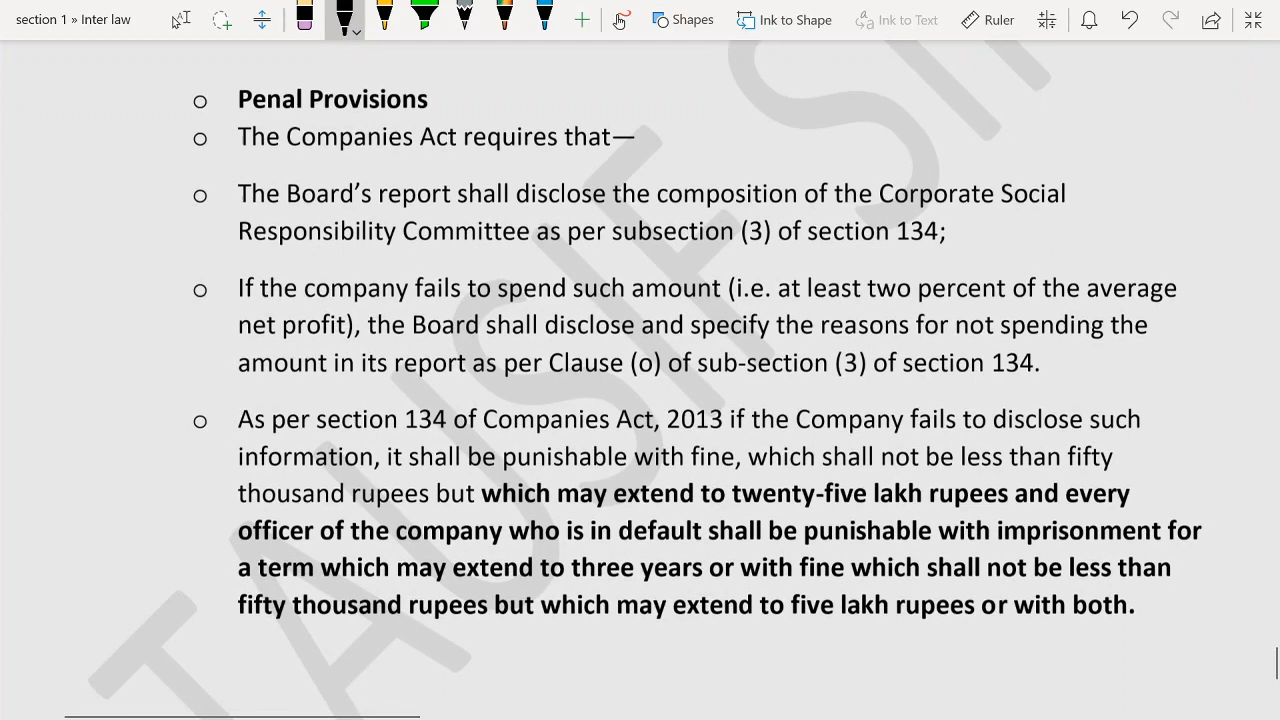 section 1 » Inter law
Shapes
Ink to Shape
Ink to Text
Ruler
o Penal Provisions
o The Companies Act requires that—
o The Board’s report shall disclose the composition of the Corporate Social
Responsibility Committee as per subsection (3) of section 134;
o If the company fails to spend such amount (i.e. at least two percent of the average
net profit), the Board shall disclose and specify the reasons for not spending the
amount in its report as per Clause (o) of sub-section (3) of section 134.
o As per section 134 of Companies Act, 2013 if the Company fails to disclose such
information, it shall be punishable with fine, which shall not be less than fifty
thousand rupees but which may extend to twenty-five lakh rupees and every
officer of the company who is in default shall be punishable with imprisonment for
a term which may extend to three years or with fine which shall not be less than
fifty thousand rupees but which may extend to five lakh rupees or with both.
TAUSIF SI